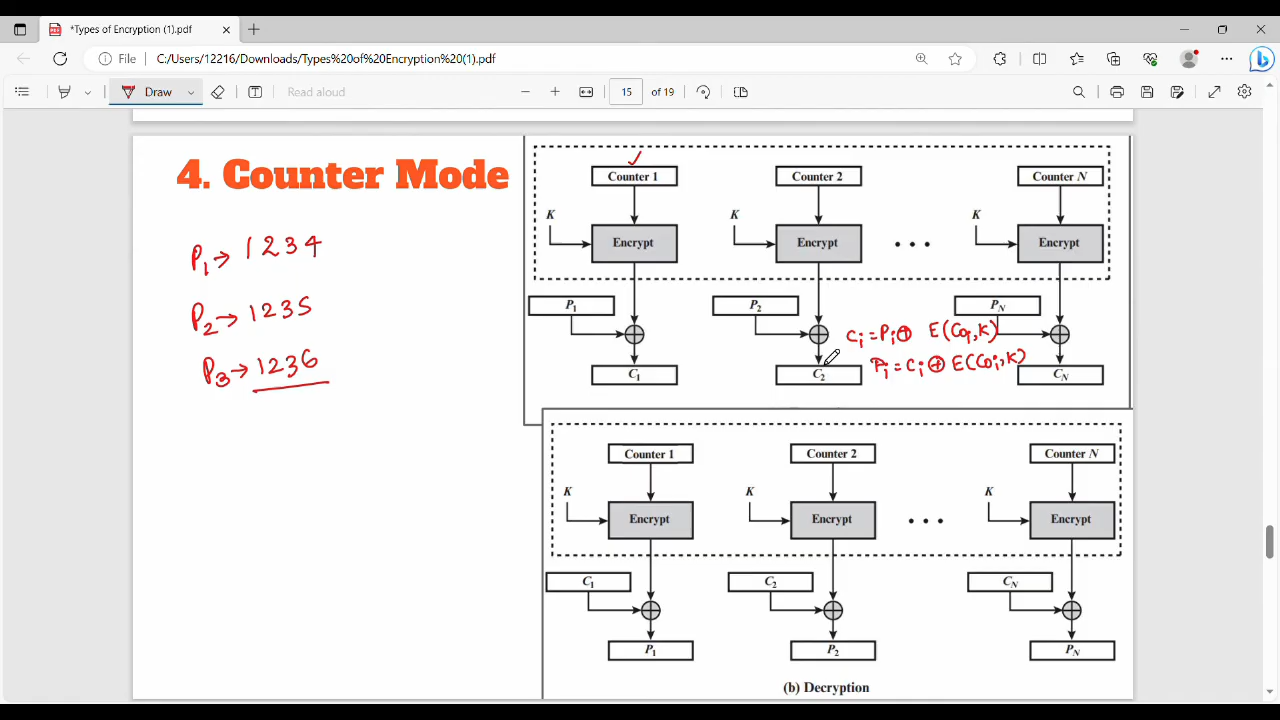 *Types of Encryption (1).pdf
File C:/Users/12216/Downloads/Types%20of%20Encryption%20(1).pdf
Draw Read aloud 15 of 19
4. Counter Mode
P1→ 1234
P2→ 1235
P3→ 1236
Counter 1 Counter 2 Counter N
K K K
Encrypt Encrypt • • • Encrypt
P1 P2 PN
Ci = Pi ⊕ E(Coi, K)
Pi = Ci ⊕ E(Coi, K)
C1 C2 CN
Counter 1 Counter 2 Counter N
K K K
Encrypt Encrypt • • • Encrypt
C1 C2 CN
P1 P2 PN
(b) Decryption